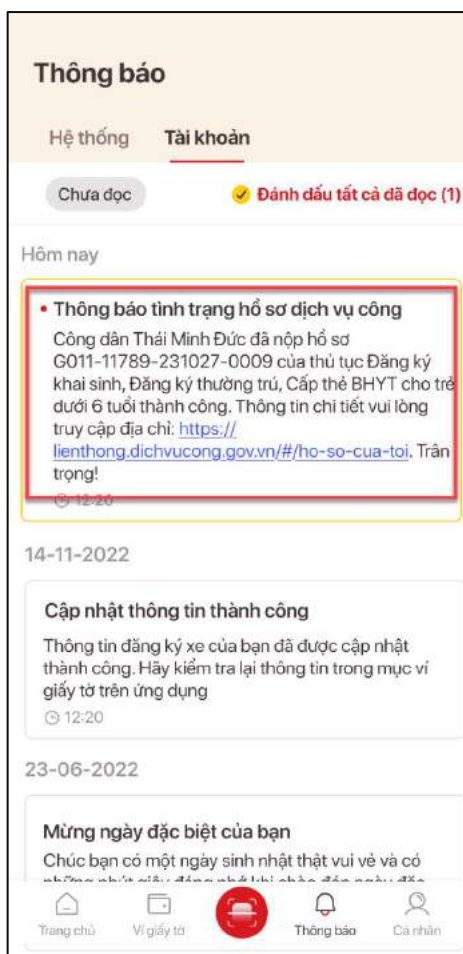 Thông báo
Hệ thống Tài khoản
Chưa đọc Đánh dấu tất cả đã đọc (1)
Hôm nay
Thông báo tình trạng hồ sơ dịch vụ công
Công dân Thái Minh Đức đã nộp hồ sơ
G011-11789-231027-0009 của thủ tục Đăng ký
khai sinh, Đăng ký thường trú, Cấp thẻ BHYT cho trẻ
dưới 6 tuổi thành công. Thông tin chi tiết vui lòng
truy cập địa chỉ: https://
lienthong.dichvucong.gov.vn/#/ho-so-cua-toi. Trân
trọng!
12:20
14-11-2022
Cập nhật thông tin thành công
Thông tin đăng ký xe của bạn đã được cập nhật
thành công. Hãy kiểm tra lại thông tin trong mục ví
giấy tờ trên ứng dụng
12:20
23-06-2022
Mừng ngày đặc biệt của bạn
Chúc bạn có một ngày sinh nhật thật vui vẻ và có
Trang chủ Ví giấy tờ Thông báo Cá nhân